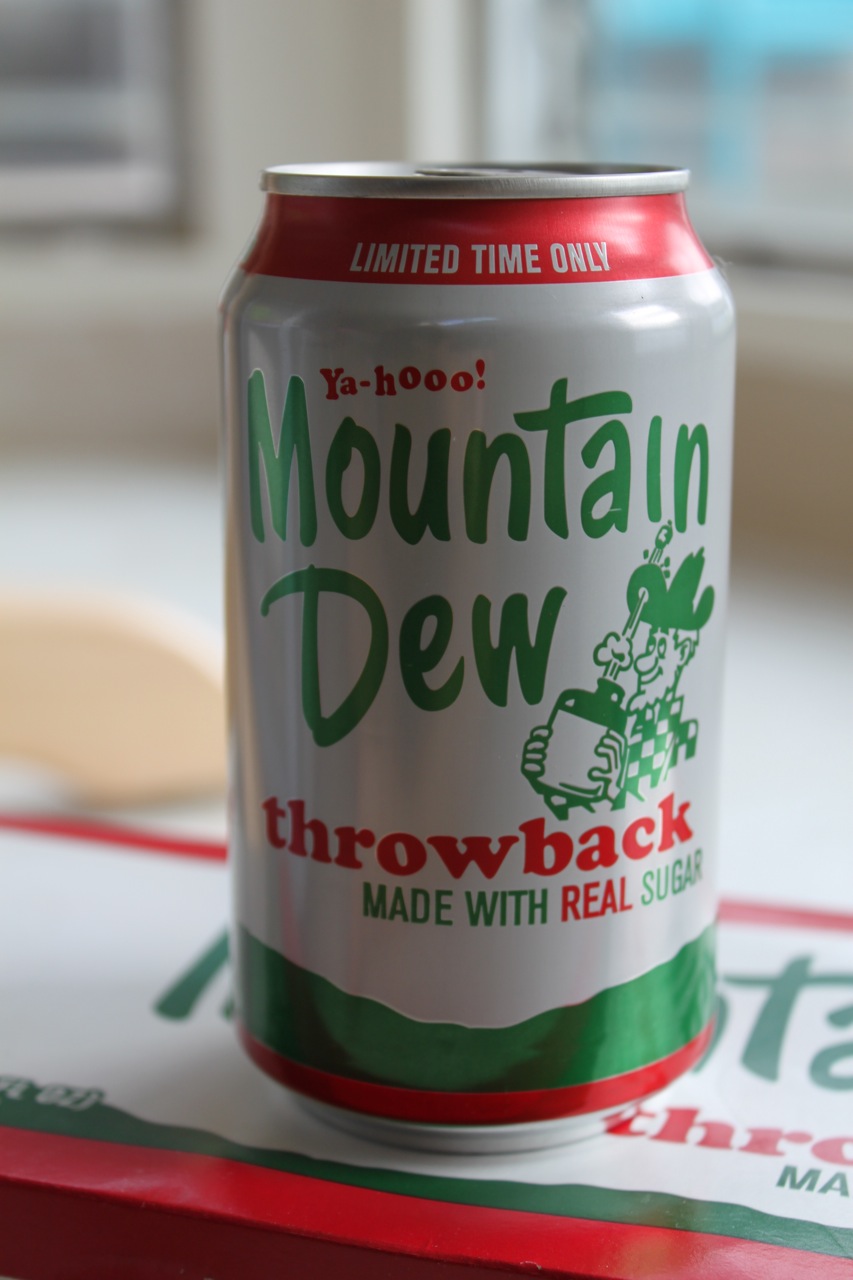 LIMITED TIME ONLY
Ya-hooo!
Mountain
Dew
throwback
MADE WITH REAL SUGAR